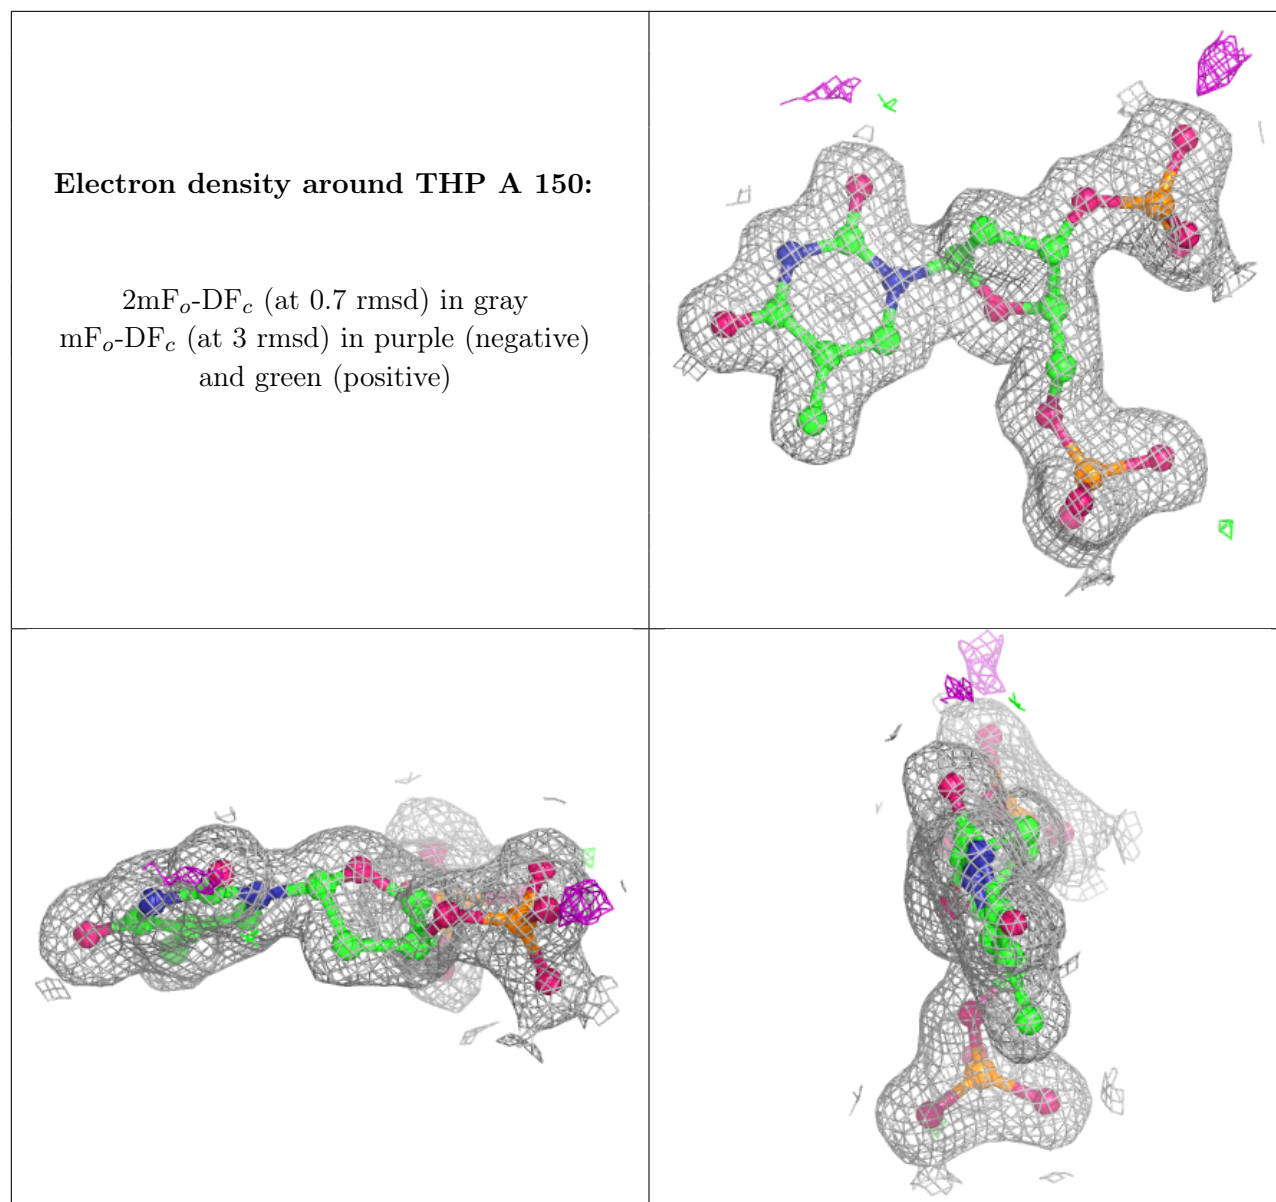 Electron density around THP A 150:
2mFo-DFc (at 0.7 rmsd) in gray
mFo-DFc (at 3 rmsd) in purple (negative)
and green (positive)